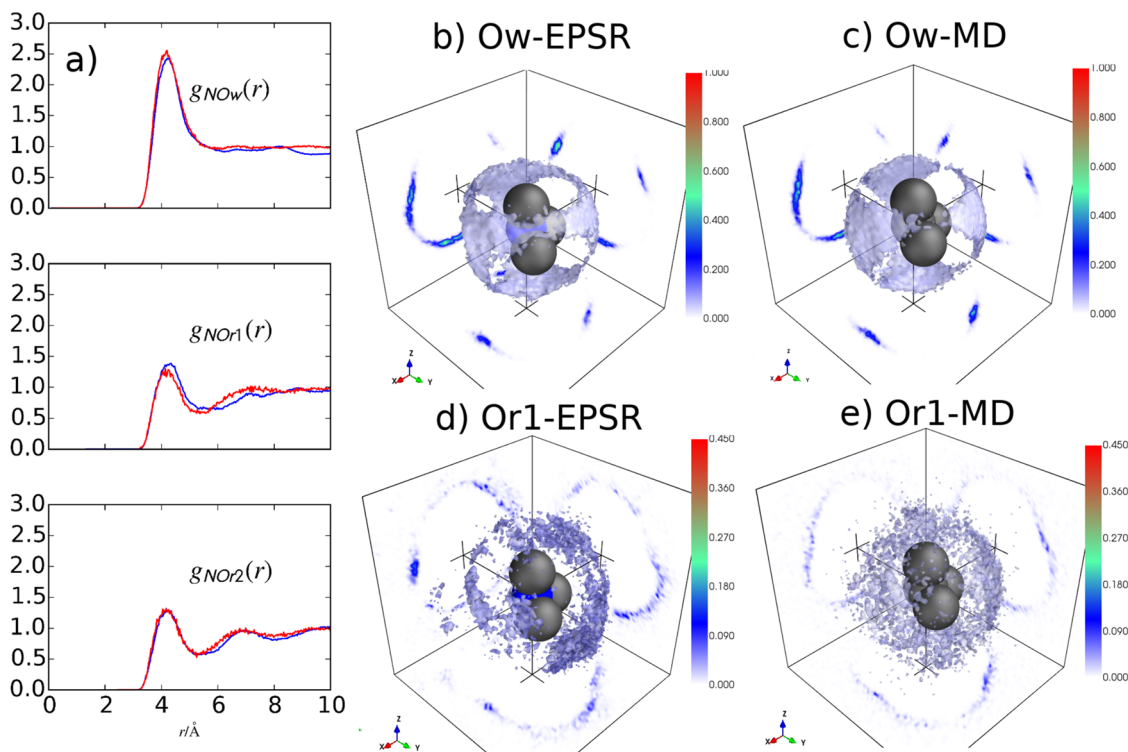 a)
3.0
2.5
2.0
1.5
1.0
0.5
0.0
gNOw(r)
3.0
2.5
2.0
1.5
1.0
0.5
0.0
gNOr1(r)
3.0
2.5
2.0
1.5
1.0
0.5
0.0
gNOr2(r)
0 2 4 6 8 10
r/Å
b) Ow-EPSR
1.000
0.800
0.600
0.400
0.200
0.000
Z
X Y
c) Ow-MD
1.000
0.800
0.600
0.400
0.200
0.000
z
X Y
d) Or1-EPSR
0.450
0.360
0.270
0.180
0.090
0.000
Z
X Y
e) Or1-MD
0.450
0.360
0.270
0.180
0.090
0.000
Z
X Y